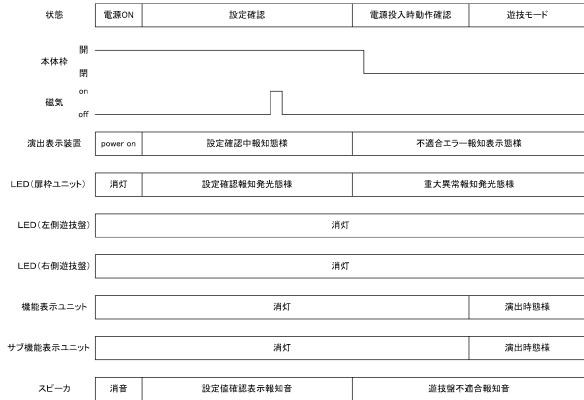 状態 電源ON 設定確認 電源投入時動作確認 遊技モード
開
本体枠
閉
on
磁気
off
演出表示装置 power on 設定確認中報知態様 不適合エラー報知表示態様
LED(扉枠ユニット) 消灯 設定確認報知発光態様 重大異常報知発光態様
LED(左側遊技盤) 消灯
LED(右側遊技盤) 消灯
機能表示ユニット 消灯 演出時態様
サブ機能表示ユニット 消灯 演出時態様
スピーカ 消音 設定値確認表示報知音 遊技盤不適合報知音